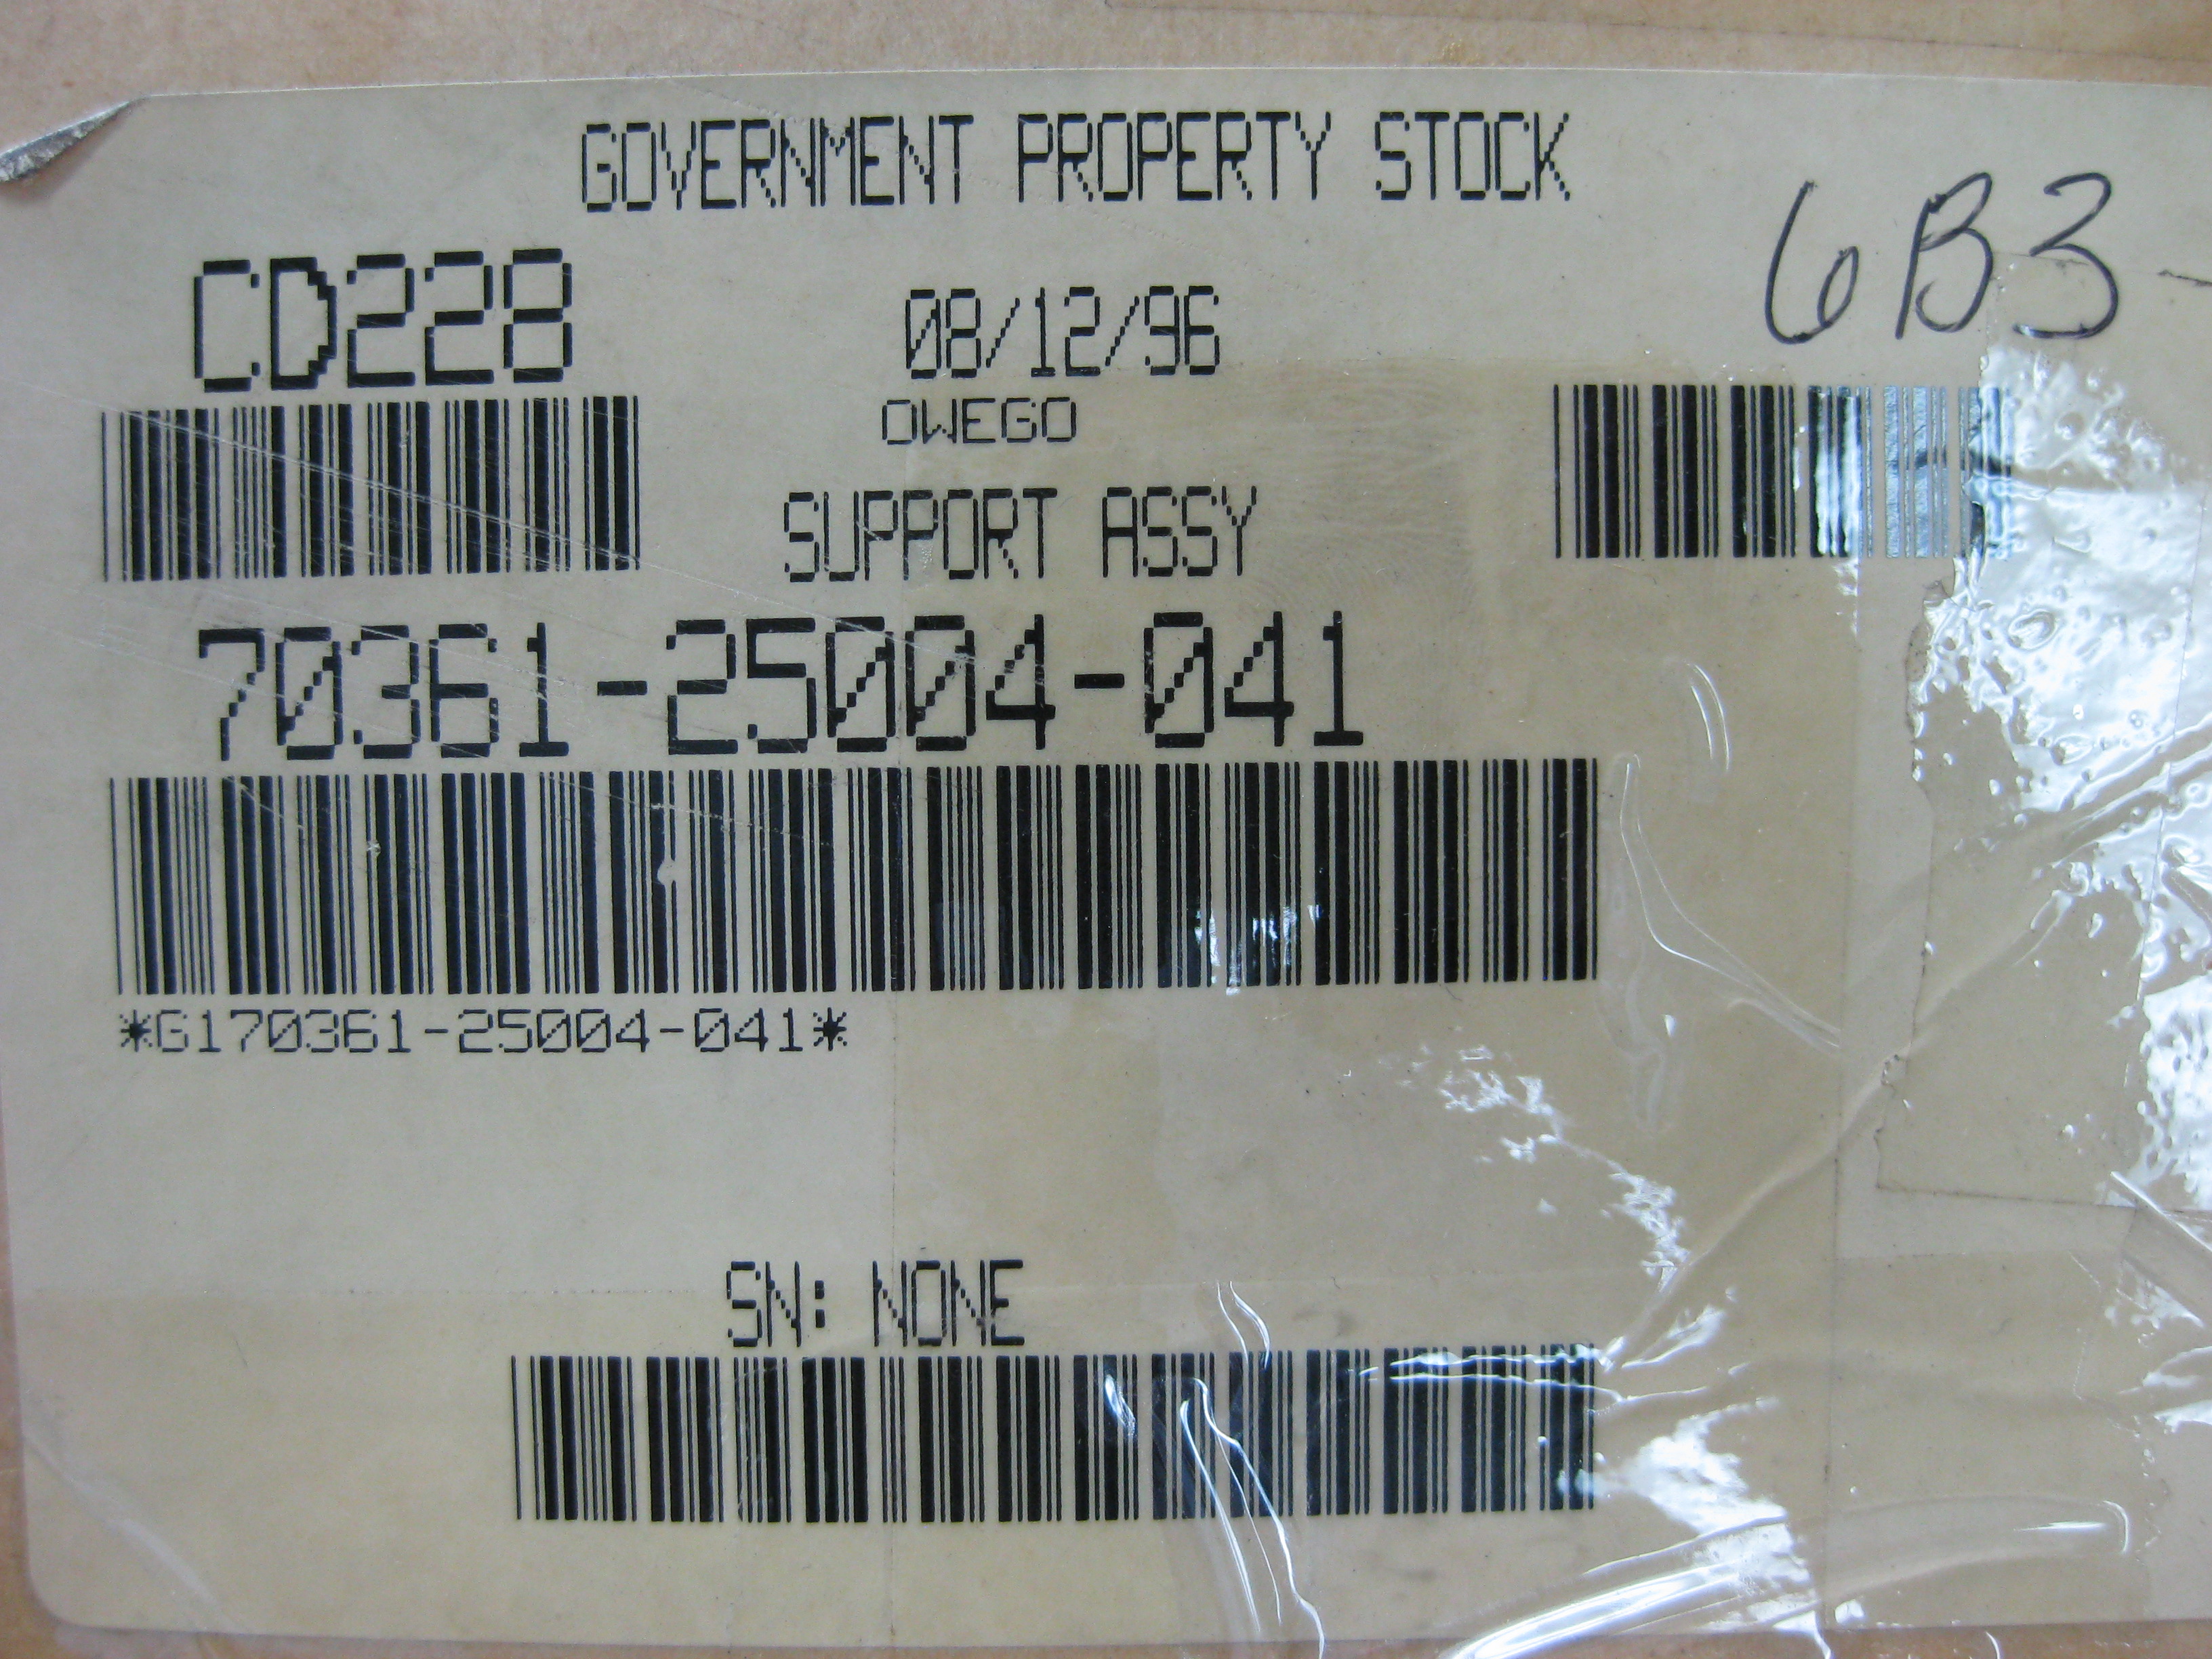 GOVERNMENT PROPERTY STOCK
6B3-
CD228
08/12/96
OWEGO
SUPPORT ASSY
70361-25004-041
*G170361-25004-041*
SN: NONE